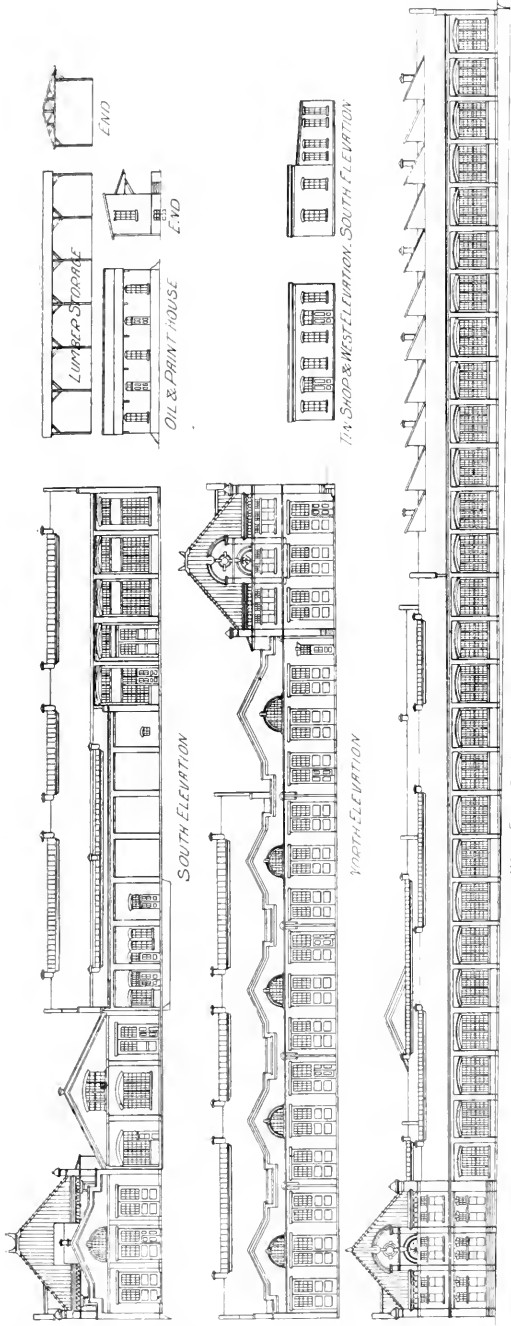 END
LUMBER STORAGE
END
OIL & PAINT HOUSE
TIN SHOP & WEST ELEVATION. SOUTH ELEVATION
SOUTH ELEVATION
NORTH ELEVATION